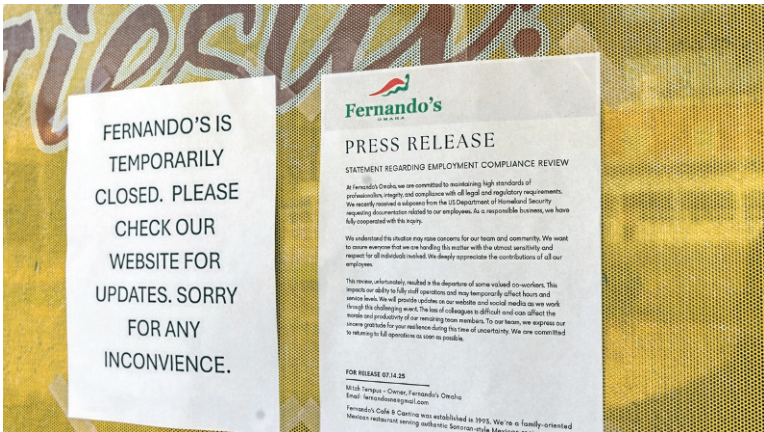 FERNANDO'S IS
TEMPORARILY
CLOSED. PLEASE
CHECK OUR
WEBSITE FOR
UPDATES. SORRY
FOR ANY
INCONVIENCE.
Fernando's
OMAHA
PRESS RELEASE
STATEMENT REGARDING EMPLOYMENT COMPLIANCE REVIEW
At Fernando's Omaha, we are committed to maintaining high standards of
professionalism, integrity, and compliance with all legal and regulatory requirements.
We recently received a subpoena from the US Department of Homeland Security
requesting documentation related to our employees. As a responsible business, we have
fully cooperated with this inquiry.
We understand this situation may raise concerns for our team and community. We want
to assure everyone that we are handling this matter with the utmost sensitivity and
respect for all individuals involved. We deeply appreciate the contributions of all our
employees.
This review, unfortunately, resulted in the departure of some valued co-workers. This
impacts our ability to fully staff operations and may temporarily affect hours and
service levels. We will provide updates on our website and social media as we work
through this challenging event. The loss of colleagues is difficult and can affect the
morale and productivity of our remaining team members. To our team, we express our
sincere gratitude for your resilience during this time of uncertainty. We are committed
to returning to full operations as soon as possible.
FOR RELEASE 07.14.25
Mitch Tempus - Owner, Fernando's Omaha
Email: fernandosne@gmail.com
Fernando's Café & Cantina was established in 1993. We're a family-oriented
Mexican restaurant serving authentic Sonoran-style Mexican